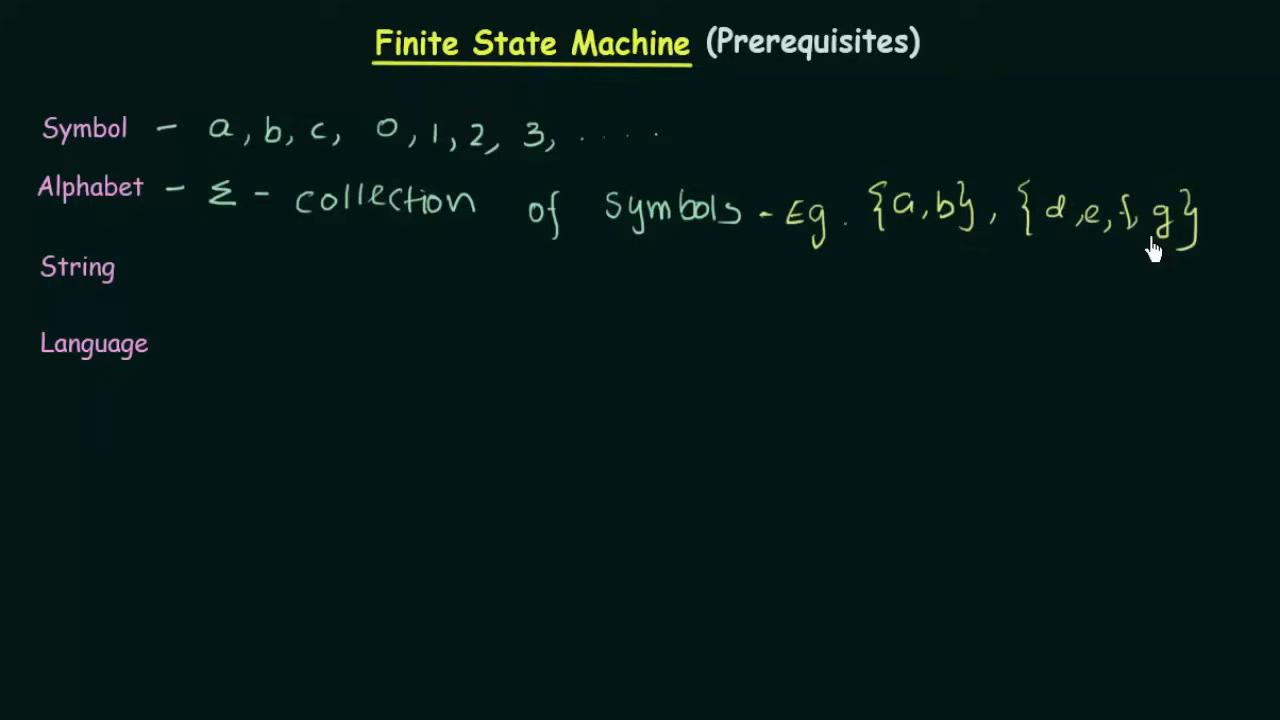 Finite State Machine (Prerequisites)
Symbol - a, b, c, 0, 1, 2, 3, .....
Alphabet - Σ - collection of symbols - Eg. {a, b}, {d, e, f, g}
String
Language